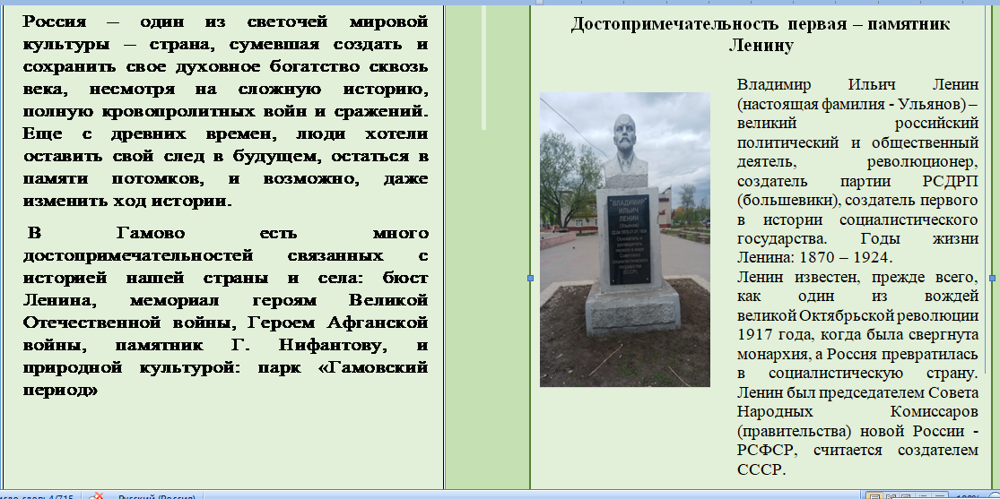 Россия – один из светочей мировой
культуры – страна, сумевшая создать и
сохранить свое духовное богатство сквозь
века, несмотря на сложную историю,
полную кровопролитных войн и сражений.
Еще с древних времен, люди хотели
оставить свой след в будущем, остаться в
памяти потомков, и возможно, даже
изменить ход истории.
В Гамово есть много
достопримечательностей связанных с
историей нашей страны и села: бюст
Ленина, мемориал героям Великой
Отечественной войны, Героем Афганской
войны, памятник Г. Нифантову, и
природной культурой: парк «Гамовский
период»
Достопримечательность первая – памятник
Ленину
"ВЛАДИМИР"
ИЛЬИЧ
ЛЕНИН
(Ульянов)
Владимир Ильич Ленин
(настоящая фамилия - Ульянов) –
великий российский
политический и общественный
деятель, революционер,
создатель партии РСДРП
(большевики), создатель первого
в истории социалистического
государства. Годы жизни
Ленина: 1870 – 1924.
Ленин известен, прежде всего,
как один из вождей
великой Октябрьской революции
1917 года, когда была свергнута
монархия, а Россия превратилась
в социалистическую страну.
Ленин был председателем Совета
Народных Комиссаров
(правительства) новой России -
РСФСР, считается создателем
СССР.
Русский (Россия)